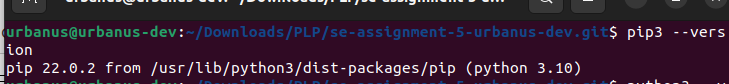 urbanus@urbanus-dev:~/Downloads/PLP/se-assignment-5-urbanus-dev.git$ pip3 --vers
ion
pip 22.0.2 from /usr/lib/python3/dist-packages/pip (python 3.10)